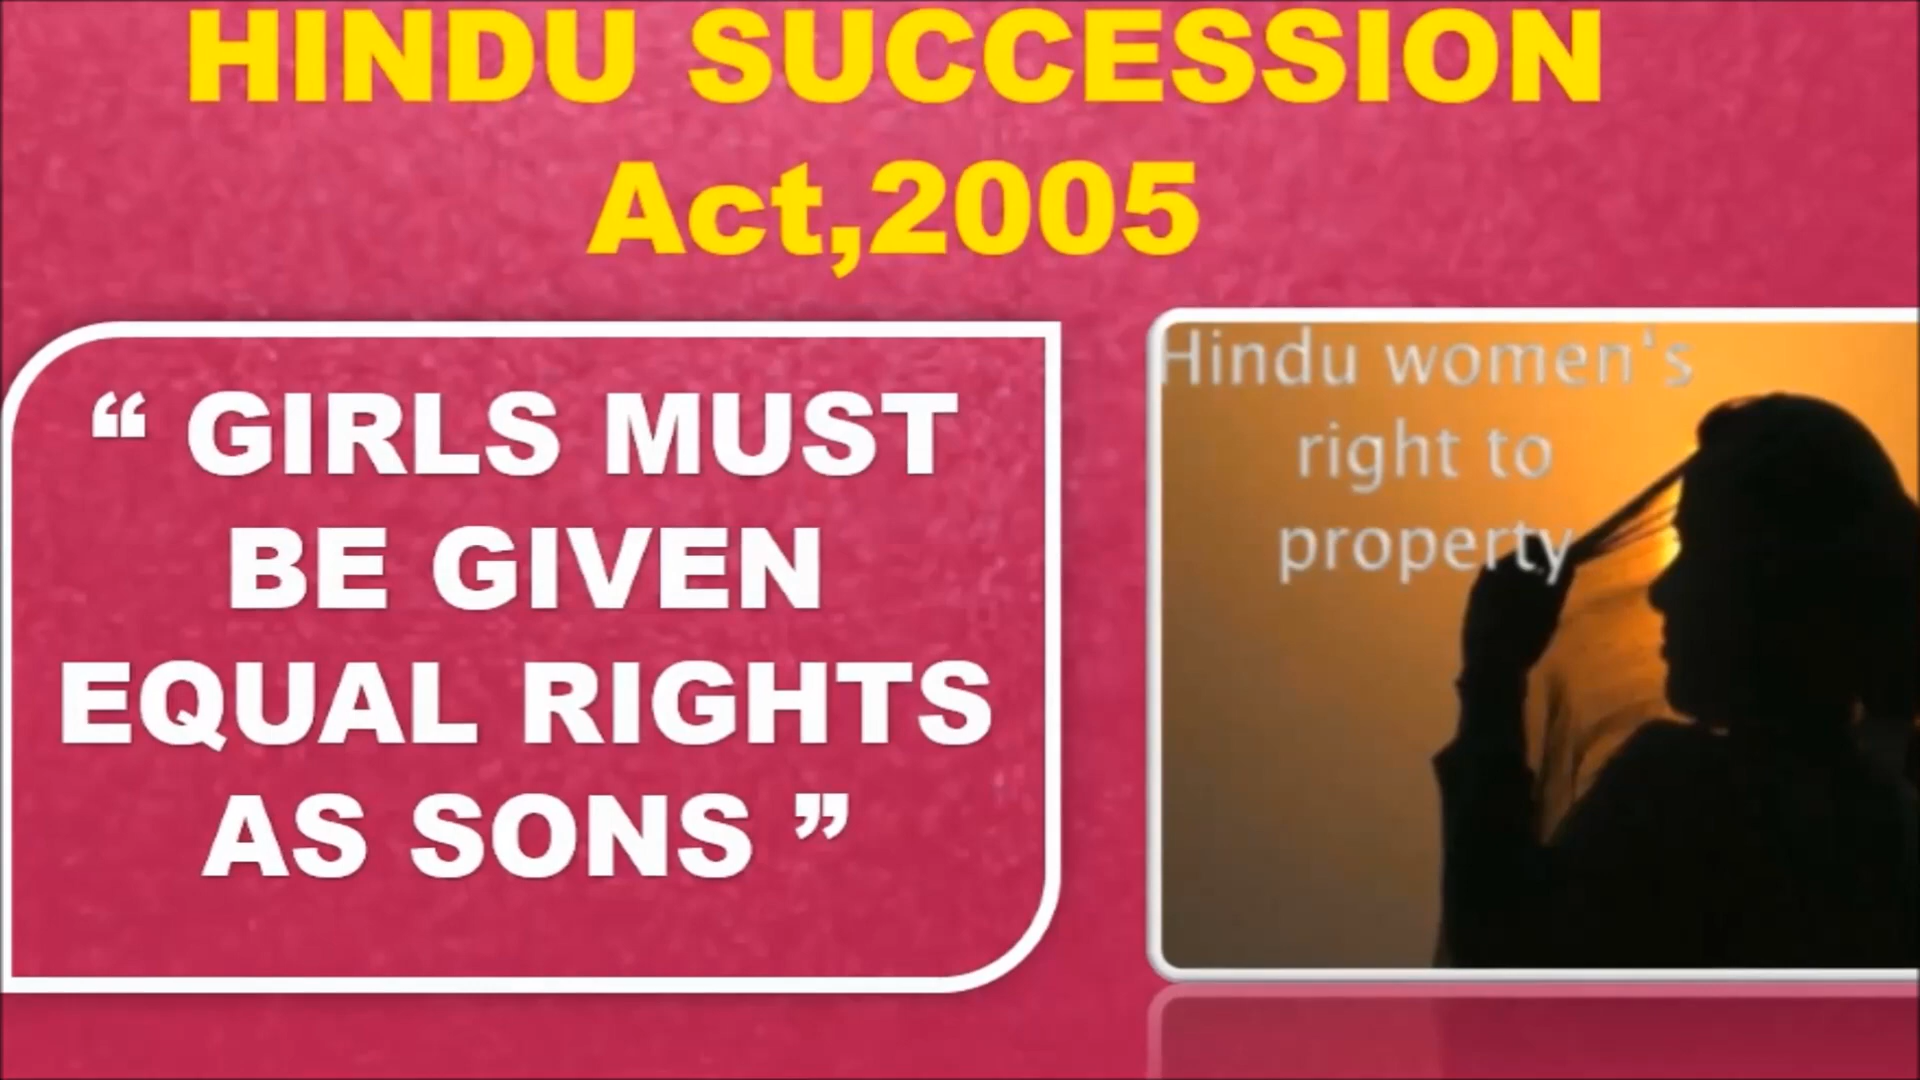 HINDU SUCCESSION
Act,2005
“ GIRLS MUST
BE GIVEN
EQUAL RIGHTS
AS SONS ”
Hindu women's
right to
property